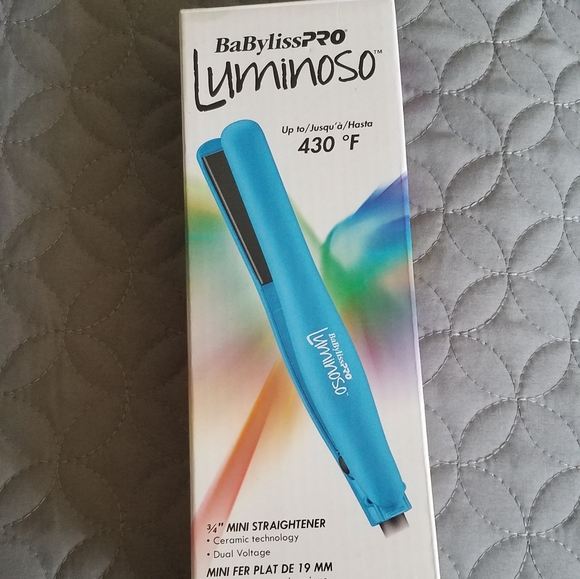 BaBylissPRO®
Luminoso™
Up to/Jusqu'à/Hasta
430 °F
Luminoso
BaBylissPRO
¾" MINI STRAIGHTENER
• Ceramic technology
• Dual Voltage
MINI FER PLAT DE 19 MM